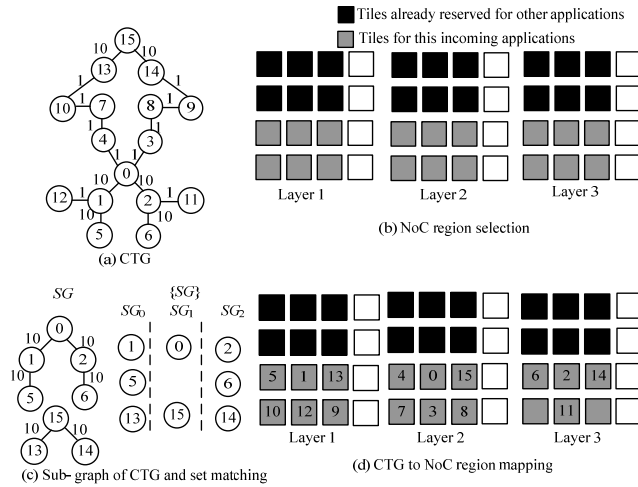 15
10
10
13
14
1
1
10
1
7
8
1
9
1
4
3
1
1
1
0
10
10
12
1
1
2
1
11
10
10
5
6
(a) CTG
Tiles already reserved for other applications
Tiles for this incoming applications
Layer 1
Layer 2
Layer 3
(b) NoC region selection
SG
0
10
10
1
2
10
10
5
6
15
10
10
13
14
{SG}
SG0
SG1
SG2
1
0
2
5
6
13
15
14
(c) Sub-graph of CTG and set matching
5 1 13
4 0 15
6 2 14
10 12 9
7 3 8
11
Layer 1
Layer 2
Layer 3
(d) CTG to NoC region mapping